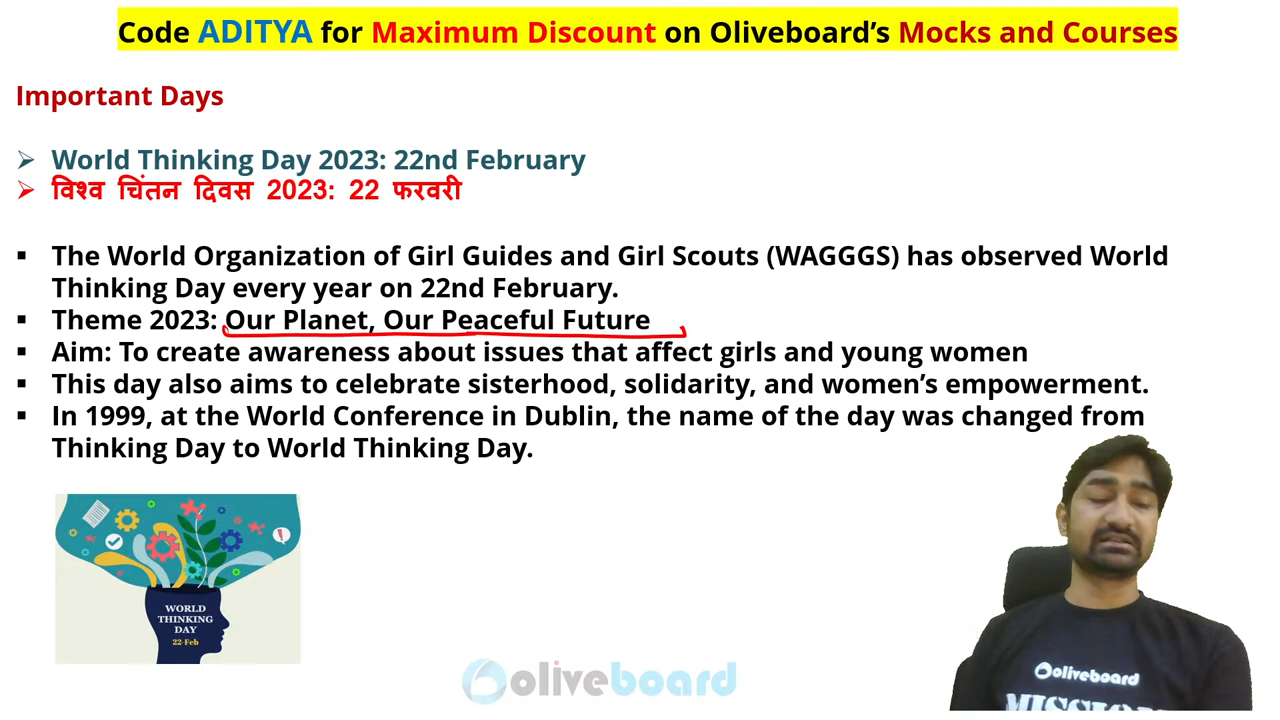 Code ADITYA for Maximum Discount on Oliveboard’s Mocks and Courses
Important Days
World Thinking Day 2023: 22nd February
विश्व चिंतन दिवस 2023: 22 फरवरी
The World Organization of Girl Guides and Girl Scouts (WAGGGS) has observed World
Thinking Day every year on 22nd February.
Theme 2023: Our Planet, Our Peaceful Future
Aim: To create awareness about issues that affect girls and young women
This day also aims to celebrate sisterhood, solidarity, and women’s empowerment.
In 1999, at the World Conference in Dublin, the name of the day was changed from
Thinking Day to World Thinking Day.
WORLD
THINKING
DAY
22-Feb
oliveboard
oliveboard